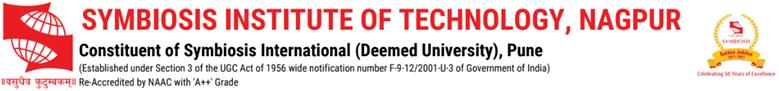 SYMBIOSIS INSTITUTE OF TECHNOLOGY, NAGPUR
Constituent of Symbiosis International (Deemed University), Pune
(Established under Section 3 of the UGC Act of 1956 wide notification number F-9-12/2001-U-3 of Government of India)
Re-Accredited by NAAC with 'A++' Grade
॥वसुधैव कुटुम्बकम्॥
SYMBIOSIS
Golden Jubilee
1971-2021
Celebrating 50 Years of Excellence